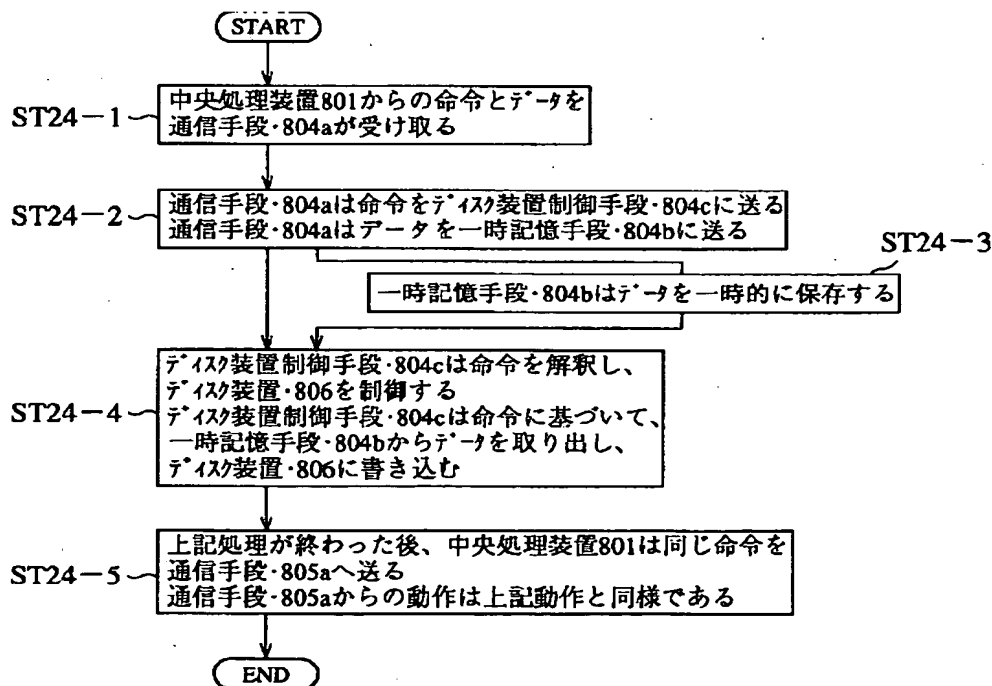 START
ST24-1
中央処理装置801からの命令とデータを
通信手段・804aが受け取る
ST24-2
通信手段・804aは命令をディスク装置制御手段・804cに送る
通信手段・804aはデータを一時記憶手段・804bに送る
ST24-3
一時記憶手段・804bはデータを一時的に保存する
ST24-4
ディスク装置制御手段・804cは命令を解釈し、
ディスク装置・806を制御する
ディスク装置制御手段・804cは命令に基づいて、
一時記憶手段・804bからデータを取り出し、
ディスク装置・806に書き込む
ST24-5
上記処理が終わった後、中央処理装置801は同じ命令を
通信手段・805aへ送る
通信手段・805aからの動作は上記動作と同様である
END